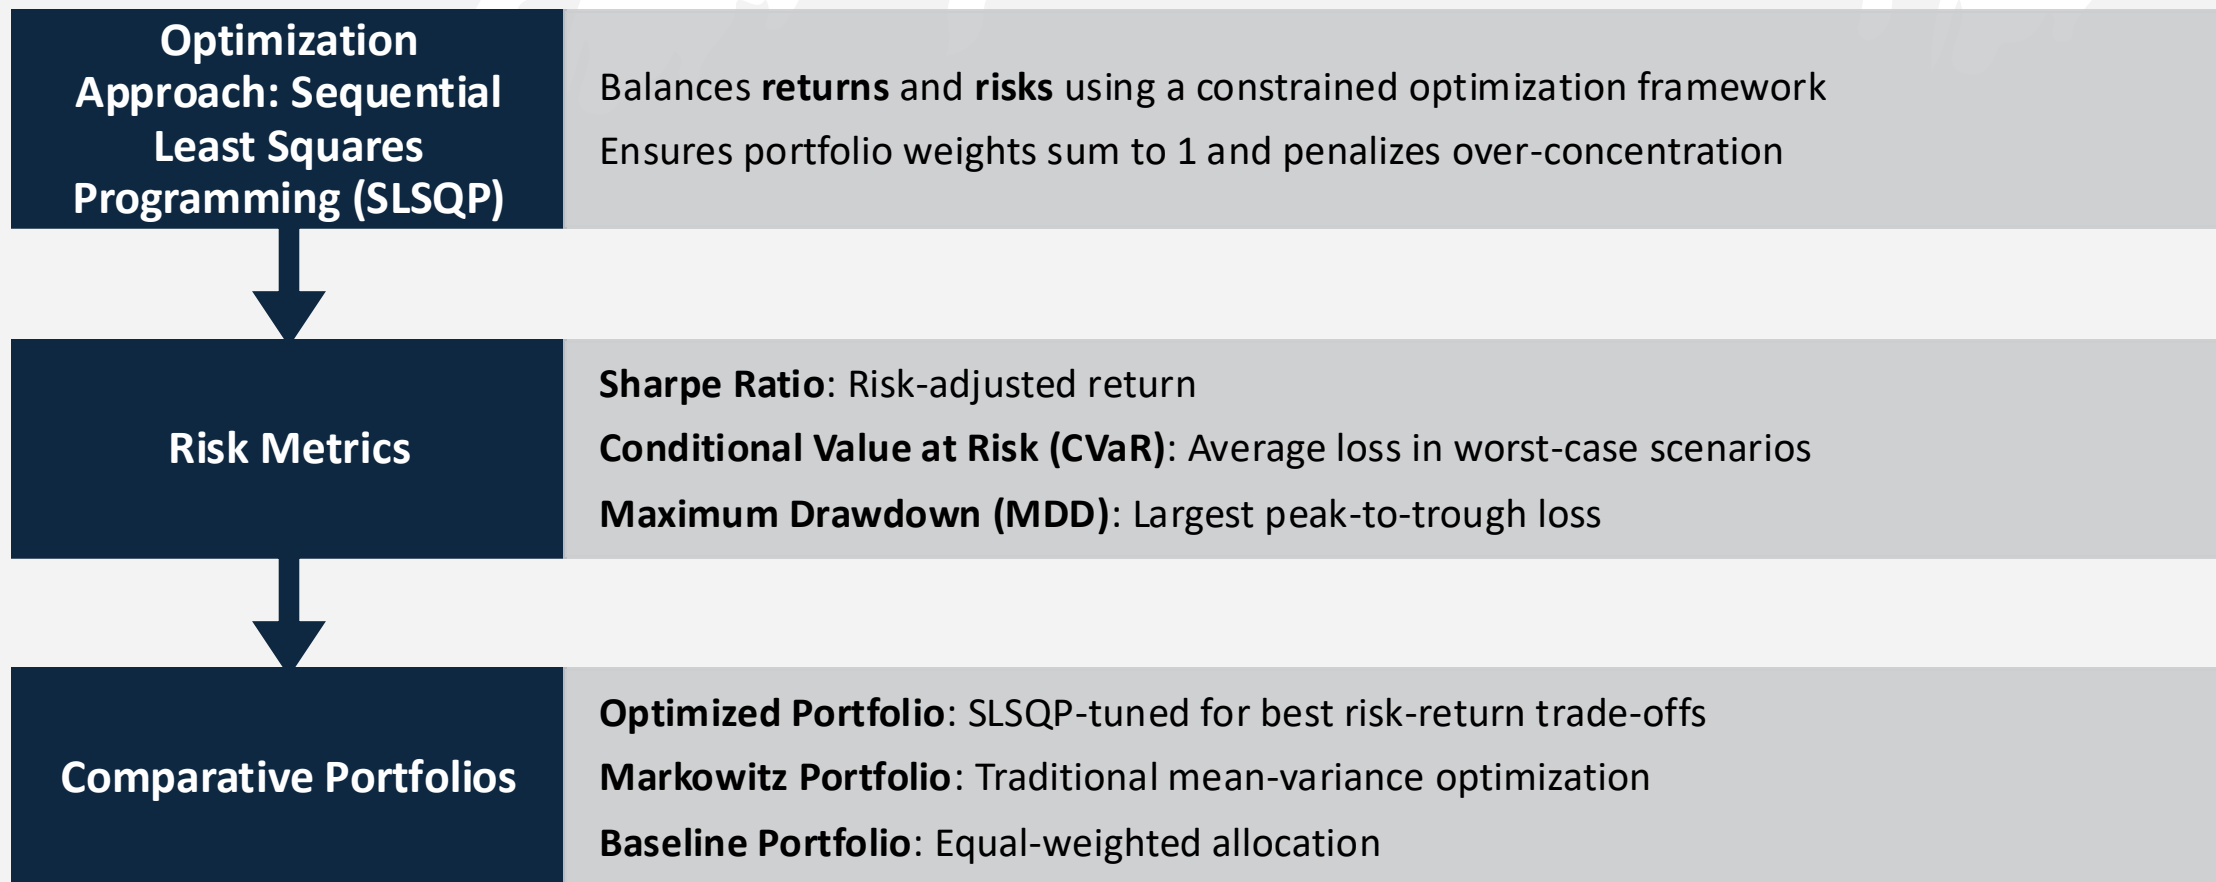 Optimization
Approach: Sequential
Least Squares
Programming (SLSQP)
Balances returns and risks using a constrained optimization framework
Ensures portfolio weights sum to 1 and penalizes over-concentration
Risk Metrics
Sharpe Ratio: Risk-adjusted return
Conditional Value at Risk (CVaR): Average loss in worst-case scenarios
Maximum Drawdown (MDD): Largest peak-to-trough loss
Comparative Portfolios
Optimized Portfolio: SLSQP-tuned for best risk-return trade-offs
Markowitz Portfolio: Traditional mean-variance optimization
Baseline Portfolio: Equal-weighted allocation